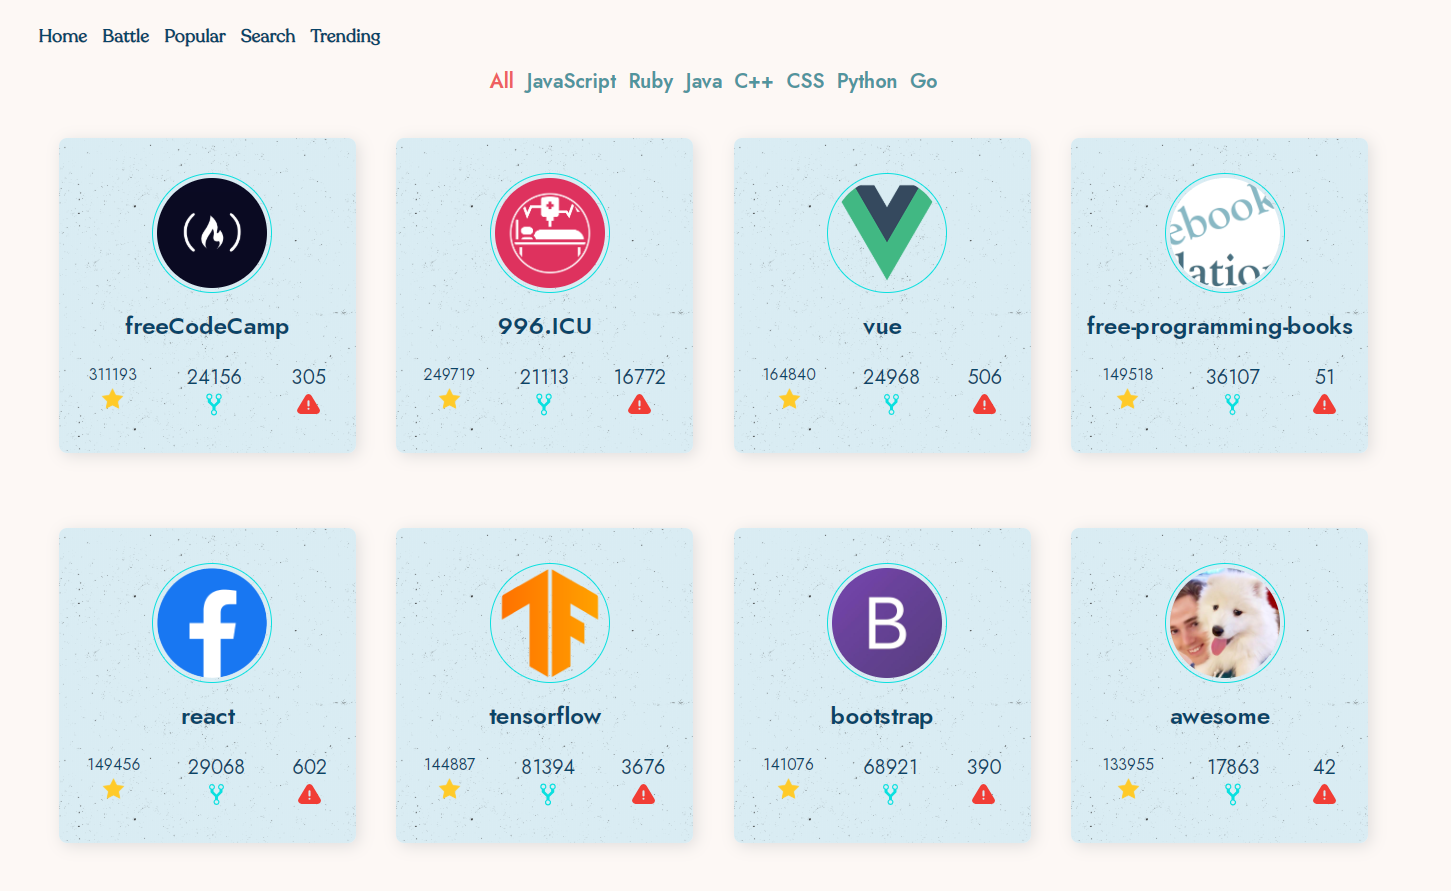 Home Battle Popular Search Trending
All JavaScript Ruby Java C++ CSS Python Go
ebook
lation
freeCodeCamp 996.ICU vue free-programming-books
311193 24156 305 249719 21113 16772 164840 24968 506 149518 36107 51
B
react tensorflow bootstrap awesome
149456 29068 602 144887 81394 3676 141076 68921 390 133955 17863 42